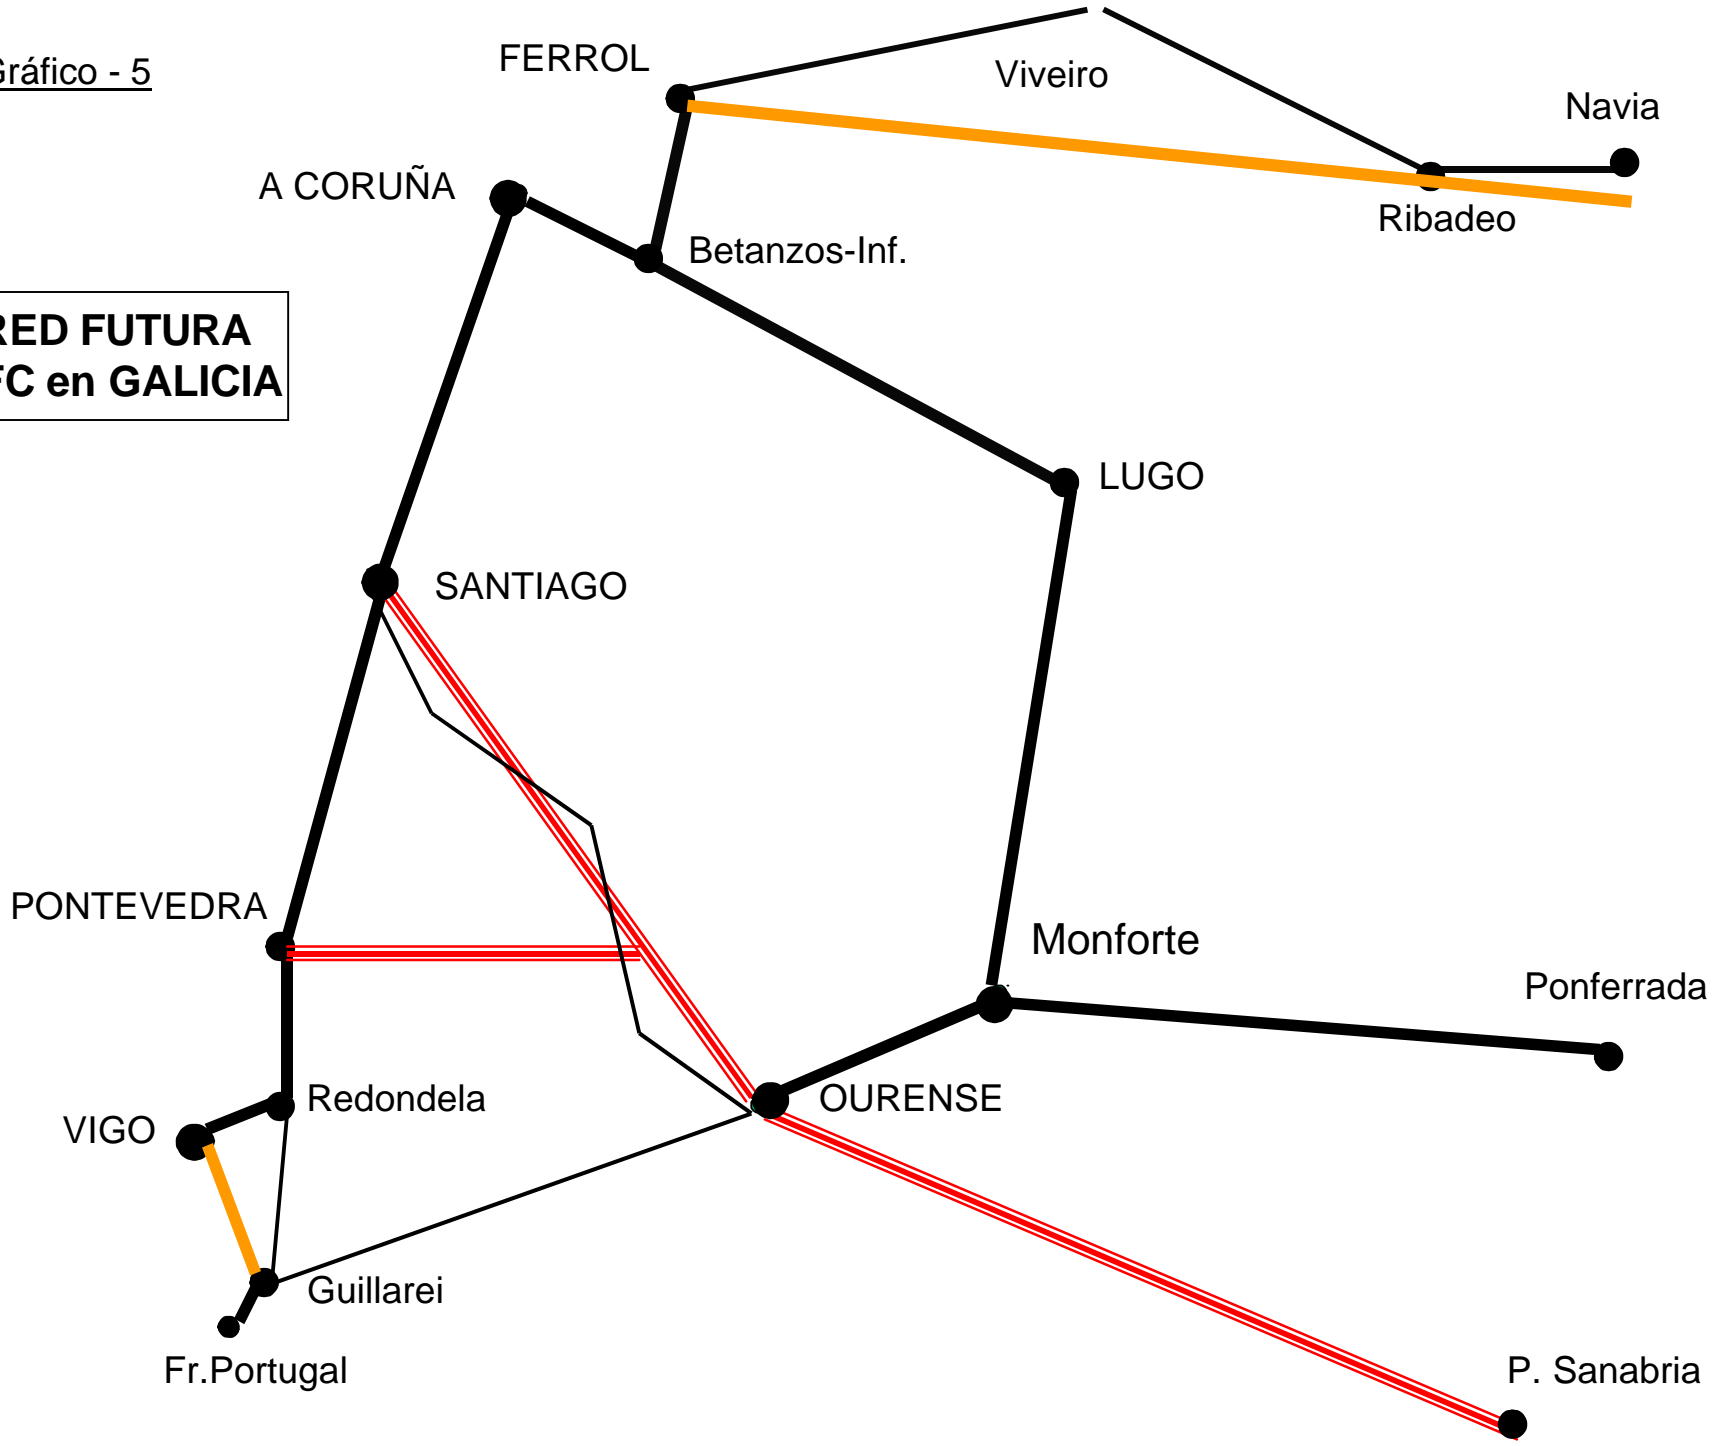 Gráfico - 5
FERROL
Viveiro
Navia
A CORUÑA
Ribadeo
Betanzos-Inf.
RED FUTURA
FC en GALICIA
LUGO
SANTIAGO
PONTEVEDRA
Monforte
Ponferrada
Redondela
OURENSE
VIGO
Guillarei
Fr.Portugal
P. Sanabria